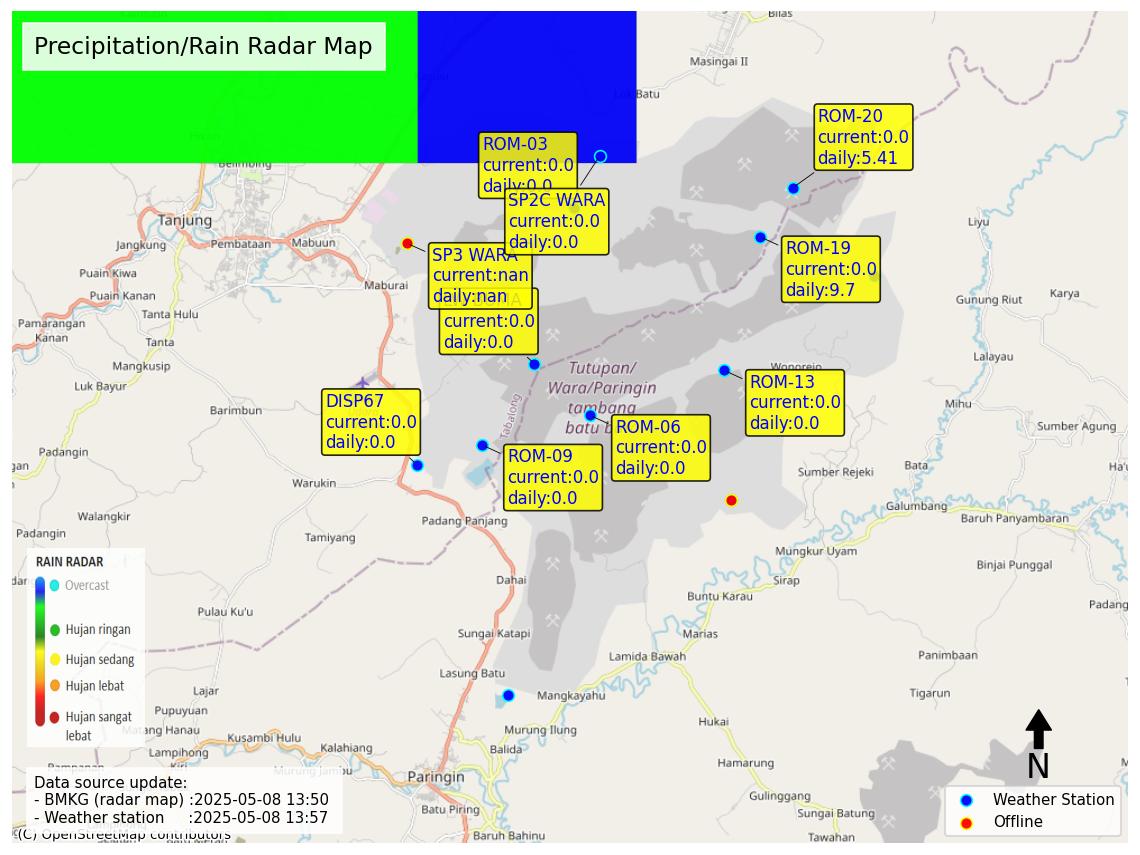 Precipitation/Rain Radar Map
Bilas
Masingai II
Batu
Belimbing
ROM-03
current:0.0
daily:0.0
SP2C WARA
current:0.0
daily:0.0
ROM-20
current:0.0
daily:5.41
Tanjung
Jangkung
Pembataan
Mabuun
Liyu
SP3 WARA
current:nan
daily:nan
ROM-19
current:0.0
daily:9.7
Puain Kiwa
Maburai
Puain Kanan
Tanta Hulu
Gunung Riut
Karya
Pamarangan
Kanan
current:0.0
daily:0.0
Tanta
Mangkusip
Lalayau
Luk Bayur
Wonorejo
Tutupan/
Wara/Paringin
tambang
batu
Tabalong
ROM-13
current:0.0
daily:0.0
DISP67
current:0.0
daily:0.0
Barimbun
Mihu
ROM-06
current:0.0
daily:0.0
Sumber Agung
Padangin
ROM-09
current:0.0
daily:0.0
Bata
Sumber Rejeki
Warukin
Galumbang
Walangkir
Padang Panjang
Baruh Panyambaran
Padangin
Tamiyang
Mungkur Uyam
Binjai Punggal
RAIN RADAR
Overcast
Hujan ringan
Hujan sedang
Hujan lebat
Hujan sangat
lebat
Dahai
Sirap
Buntu Karau
Padang
Pulau Ku'u
Sungai Katapi
Marias
Lamida Bawah
Panimbaan
Lasung Batu
Lajar
Mangkayahu
Tigarun
Pupuyuan
Matang Hanau
Murung Ilung
Hukai
Kusambi Hulu
Kalahiang
Lampihong
Kiri
Balida
Hamarung
Pampanan
Murung Jambu
Paringin
N
Data source update:
- BMKG (radar map) :2025-05-08 13:50
- Weather station :2025-05-08 13:57
Gulinggang
Batu Piring
Sungai Batung
Weather Station
Offline
(C) OpenStreetMap contributors
Baruh Bahinu
Tawahan